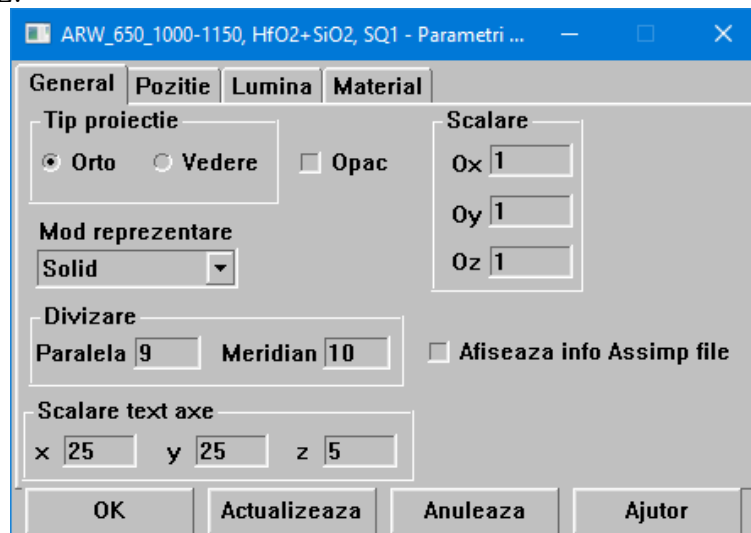 ARW_650_1000-1150, HfO2+SiO2, SQ1 - Parametri ...
General Pozitie Lumina Material
Tip proiectie Scalare
Orto Vedere Opac Ox 1
Oy 1
Mod reprezentare
Solid Oz 1
Divizare
Paralela 9 Meridian 10 Afiseaza info Assimp file
Scalare text axe
x 25 y 25 z 5
OK Actualizeaza Anuleaza Ajutor